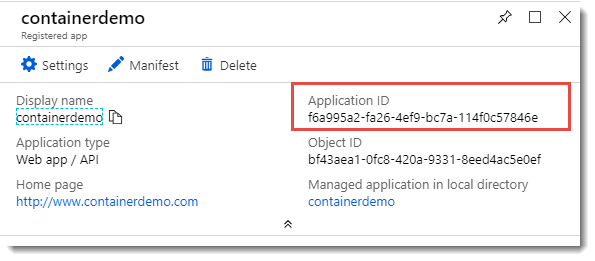 containerdemo
Registered app
Settings
Manifest
Delete
Display name
containerdemo
Application ID
f6a995a2-fa26-4ef9-bc7a-114f0c57846e
Application type
Web app / API
Object ID
bf43aea1-0fc8-420a-9331-8eed4ac5e0ef
Home page
http://www.containerdemo.com
Managed application in local directory
containerdemo